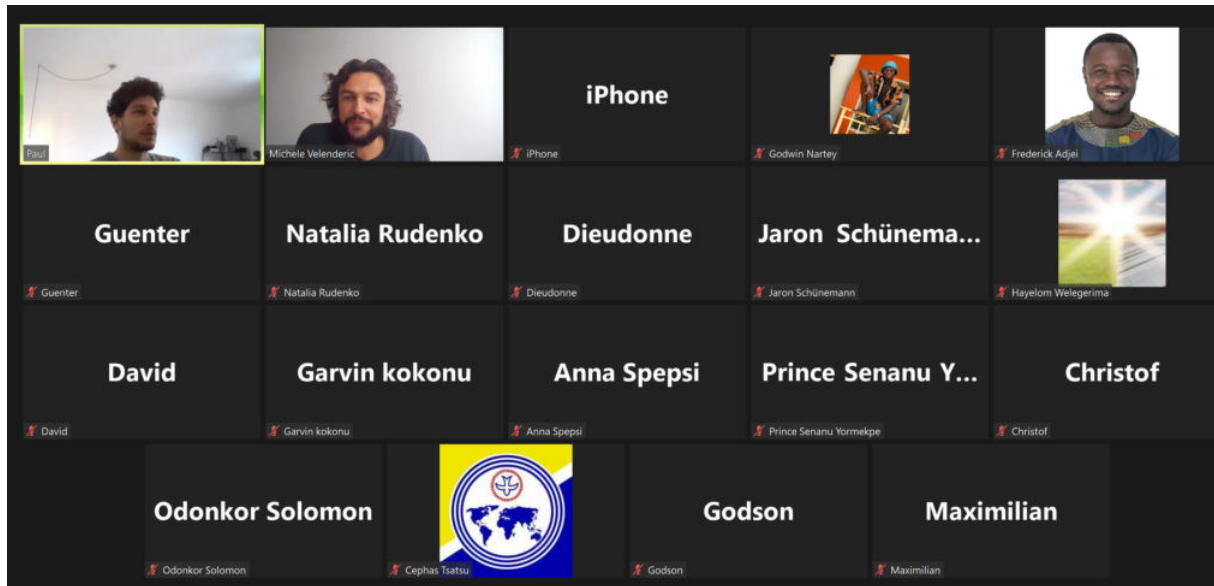 Paul
Michele Velenderic
iPhone
iPhone
Godwin Nartey
Frederick Adjei
Guenter
Guenter
Natalia Rudenko
Natalia Rudenko
Dieudonne
Dieudonne
Jaron Schünema...
Jaron Schünemann
Hayelom Welegerima
David
David
Garvin kokonu
Garvin kokonu
Anna Spepsi
Anna Spepsi
Prince Senanu Y...
Prince Senanu Yormekpe
Christof
Christof
Odonkor Solomon
Odonkor Solomon
Cephas Tsatsu
Godson
Godson
Maximilian
Maximilian